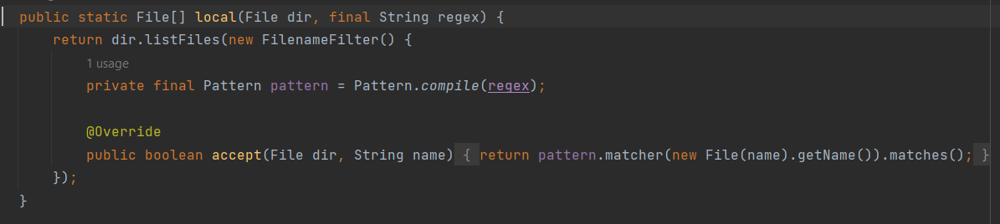 public static File[] local(File dir, final String regex) {
    return dir.listFiles(new FilenameFilter() {
        1 usage
        private final Pattern pattern = Pattern.compile(regex);
        @Override
        public boolean accept(File dir, String name) { return pattern.matcher(new File(name).getName()).matches(); }
    });
}